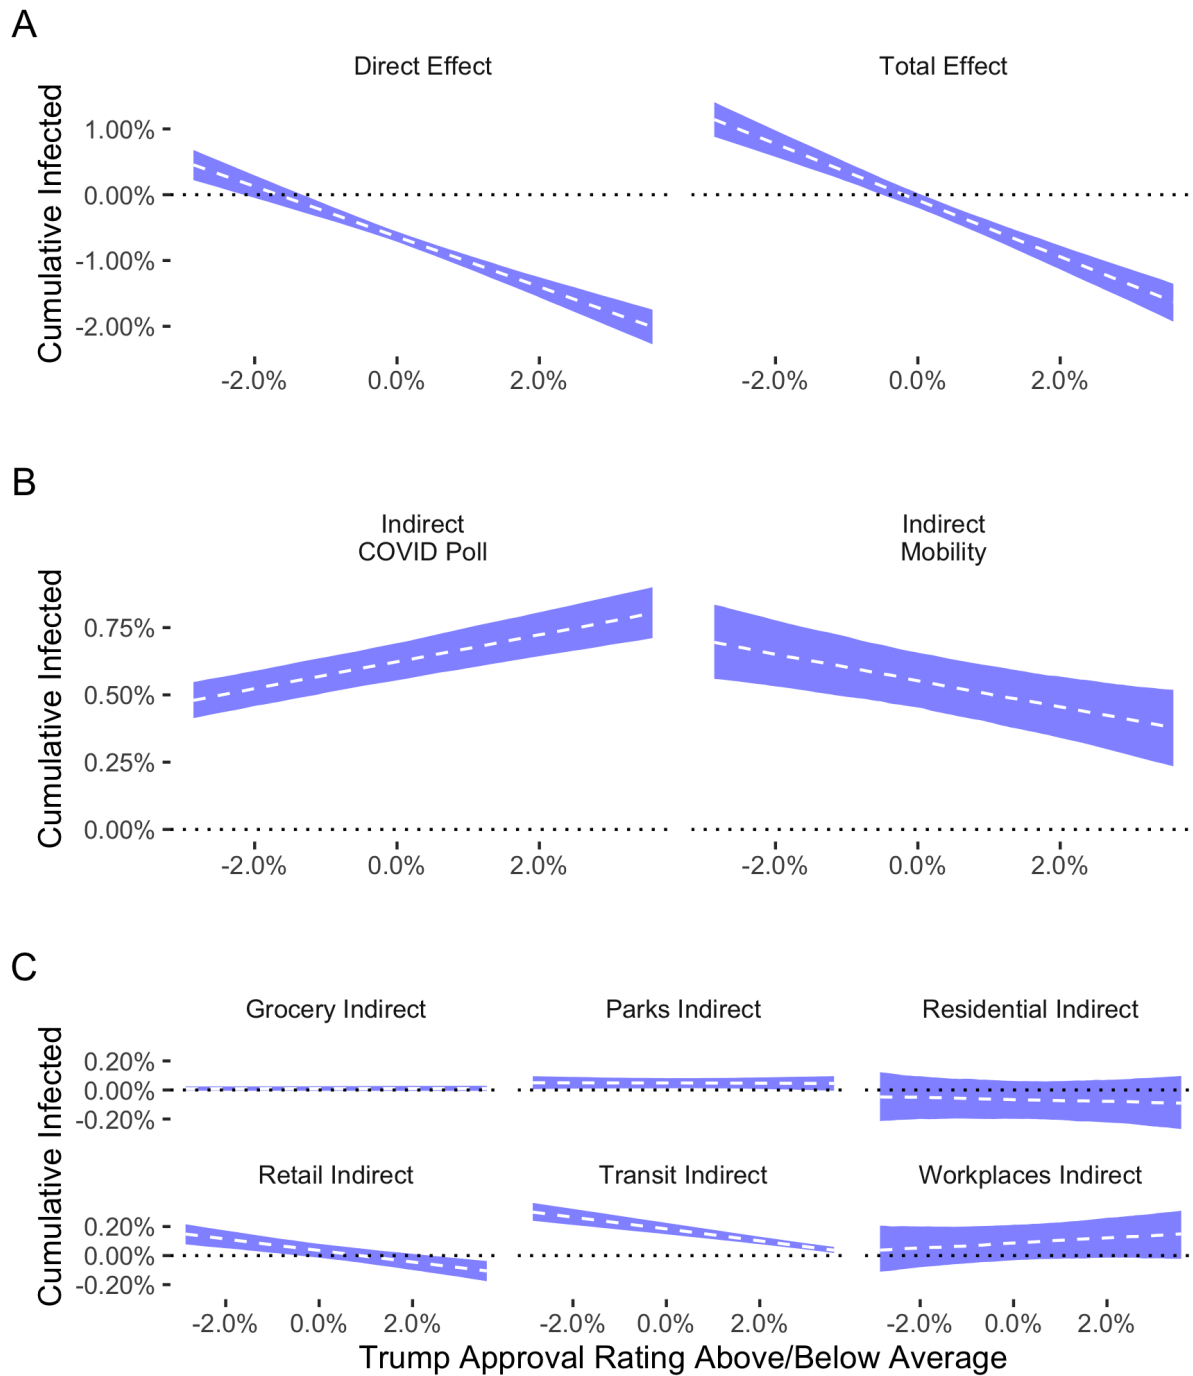 A
Direct Effect
Total Effect
Cumulative Infected
1.00%
0.00%
-1.00%
-2.00%
-2.0%
0.0%
2.0%
-2.0%
0.0%
2.0%
B
Indirect
COVID Poll
Indirect
Mobility
Cumulative Infected
0.75%
0.50%
0.25%
0.00%
-2.0%
0.0%
2.0%
-2.0%
0.0%
2.0%
C
Grocery Indirect
Parks Indirect
Residential Indirect
Cumulative Infected
0.20%
0.00%
-0.20%
Retail Indirect
Transit Indirect
Workplaces Indirect
0.20%
0.00%
-0.20%
-2.0%
0.0%
2.0%
-2.0%
0.0%
2.0%
-2.0%
0.0%
2.0%
Trump Approval Rating Above/Below Average